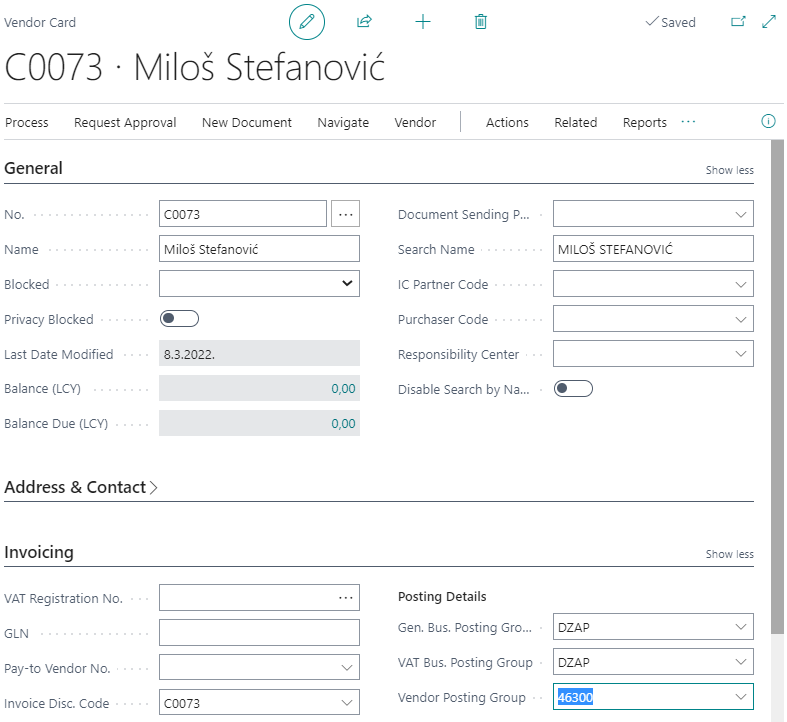 Vendor Card
Saved
C0073 · Miloš Stefanović
Process Request Approval New Document Navigate Vendor Actions Related Reports ...
General
Show less
No. C0073 ...
Name Miloš Stefanović
Blocked
Privacy Blocked
Last Date Modified 8.3.2022.
Balance (LCY) 0,00
Balance Due (LCY) 0,00
Document Sending P...
Search Name MILOŠ STEFANOVIĆ
IC Partner Code
Purchaser Code
Responsibility Center
Disable Search by Na...
Address & Contact
Invoicing
Show less
VAT Registration No. ...
GLN
Pay-to Vendor No.
Invoice Disc. Code C0073
Posting Details
Gen. Bus. Posting Gro... DZAP
VAT Bus. Posting Group DZAP
Vendor Posting Group 46300